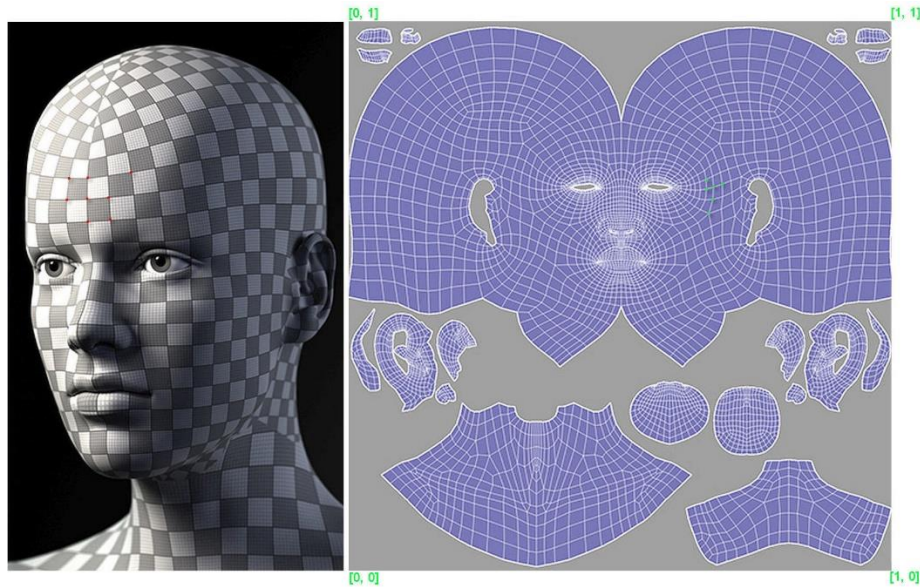 [0, 1]
[1, 1]
[0, 0]
[1, 0]